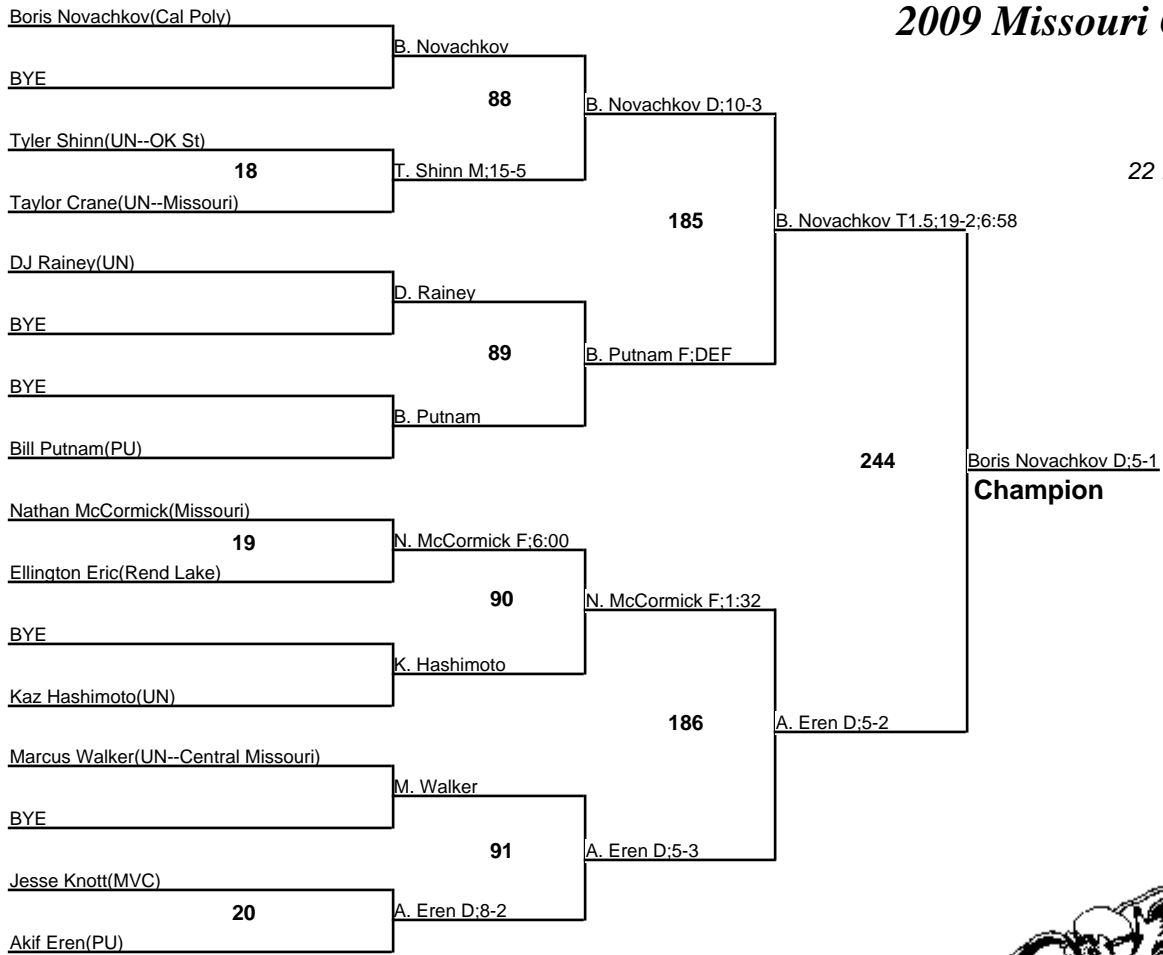 2009 Missouri
22
Boris Novachkov(Cal Poly)
BYE
Tyler Shinn(UN--OK St)
18
Taylor Crane(UN--Missouri)
DJ Rainey(UN)
BYE
BYE
Bill Putnam(PU)
Nathan McCormick(Missouri)
19
Ellington Eric(Rend Lake)
BYE
Kaz Hashimoto(UN)
Marcus Walker(UN--Central Missouri)
BYE
Jesse Knott(MVC)
20
Akif Eren(PU)
B. Novachkov
88
T. Shinn M;15-5
D. Rainey
89
B. Putnam
N. McCormick F;6:00
90
K. Hashimoto
M. Walker
91
A. Eren D;8-2
B. Novachkov D;10-3
185
B. Putnam F;DEF
N. McCormick F;1:32
186
A. Eren D;5-3
B. Novachkov T1.5;19-2;6:58
244
A. Eren D;5-2
Boris Novachkov D;5-1
Champion